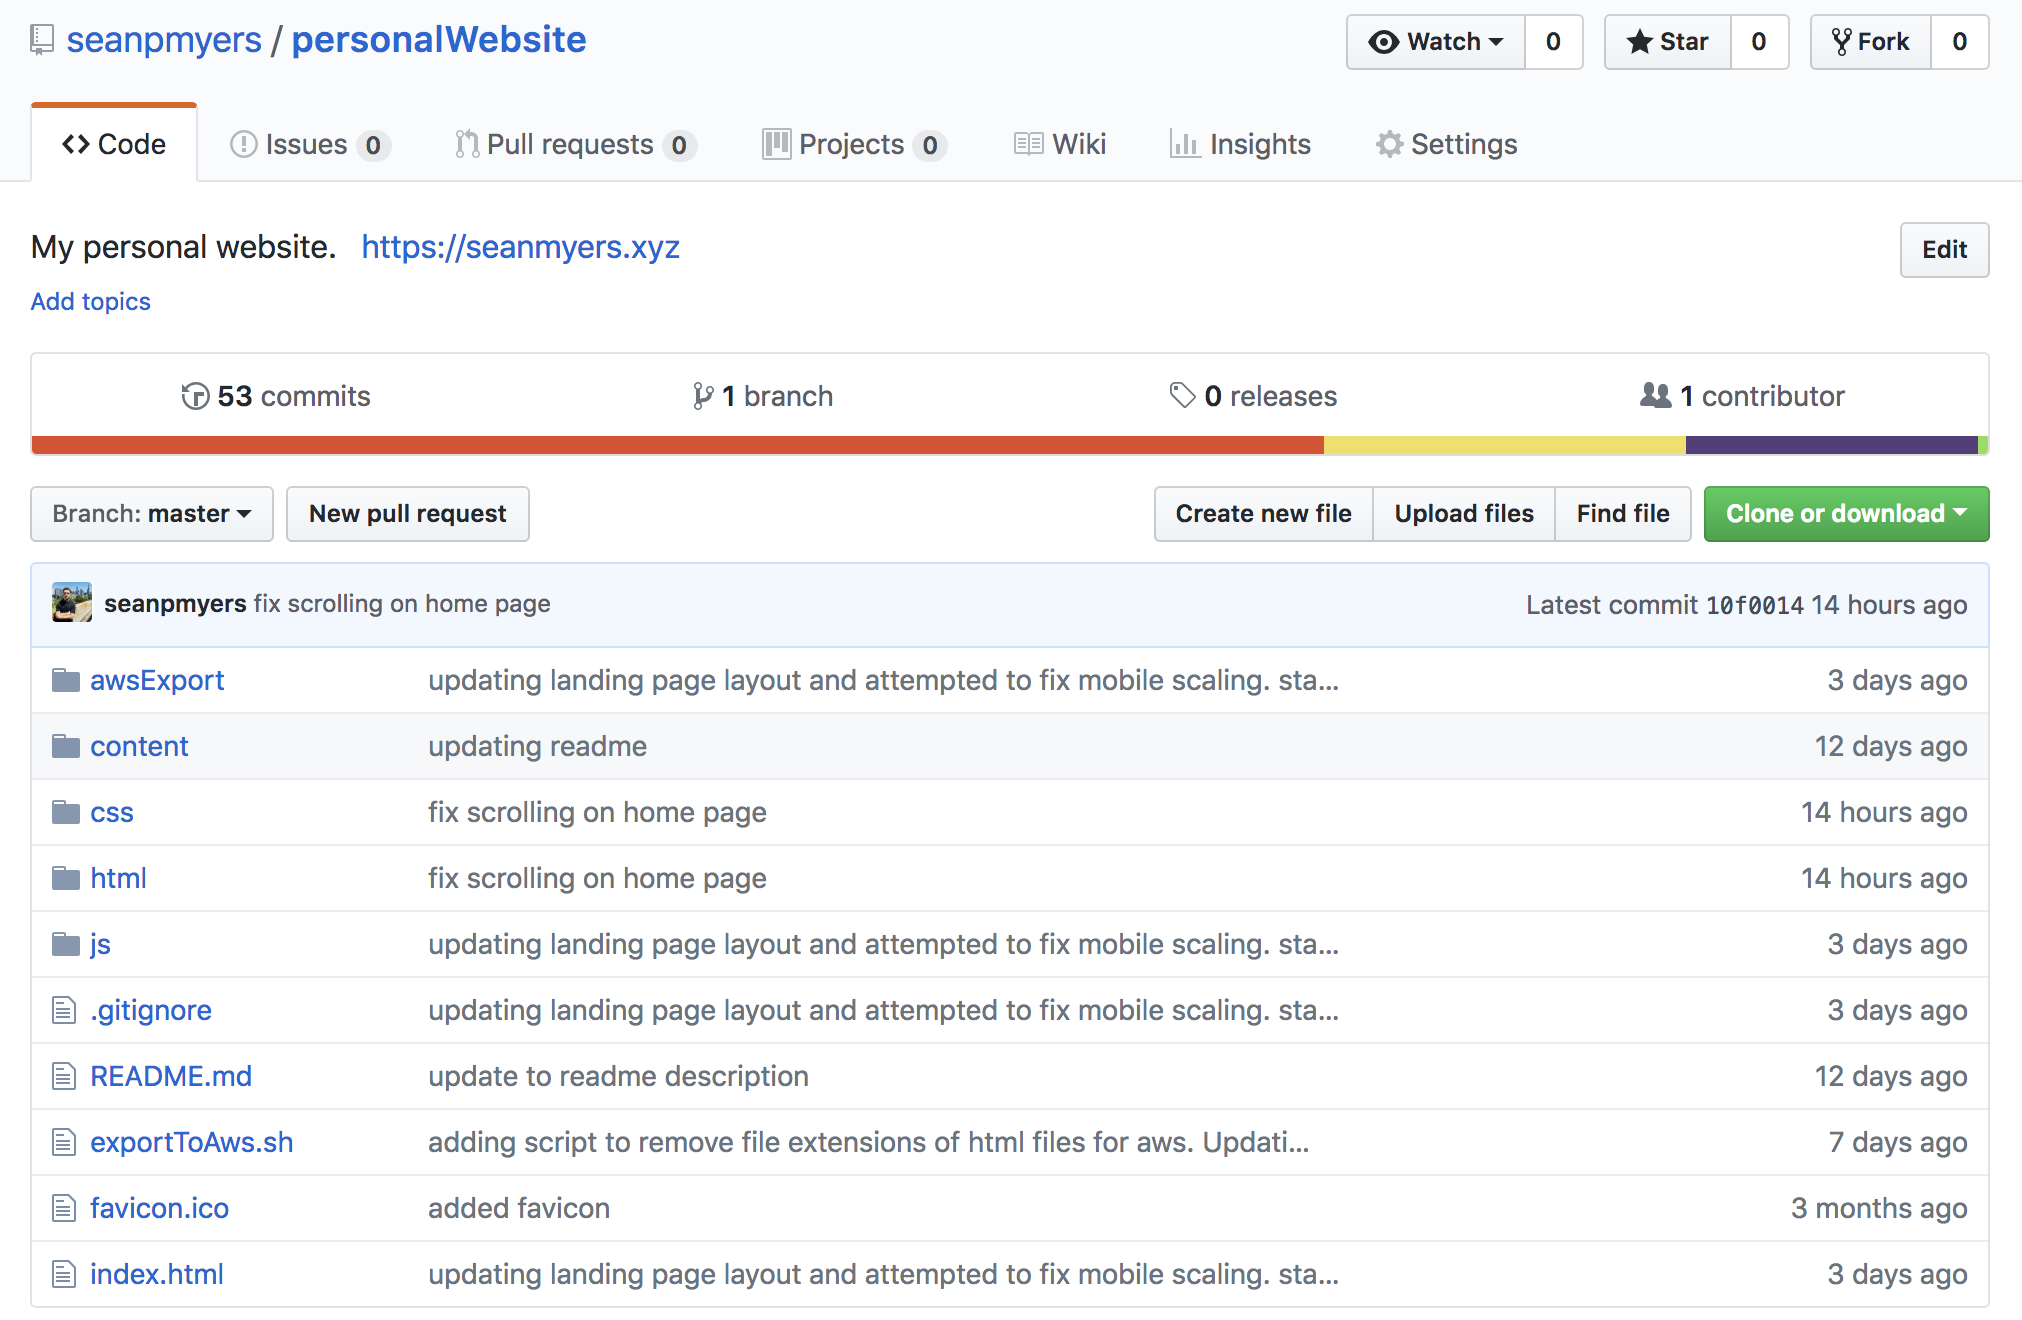 seanpmyers / personalWebsite
Watch 0 Star 0 Fork 0
Code Issues 0 Pull requests 0 Projects 0 Wiki Insights Settings
My personal website. https://seanmyers.xyz
Edit
Add topics
53 commits 1 branch 0 releases 1 contributor
Branch: master New pull request Create new file Upload files Find file Clone or download
seanpmyers fix scrolling on home page Latest commit 10f0014 14 hours ago
awsExport updating landing page layout and attempted to fix mobile scaling. sta... 3 days ago
content updating readme 12 days ago
css fix scrolling on home page 14 hours ago
html fix scrolling on home page 14 hours ago
js updating landing page layout and attempted to fix mobile scaling. sta... 3 days ago
.gitignore updating landing page layout and attempted to fix mobile scaling. sta... 3 days ago
README.md update to readme description 12 days ago
exportToAws.sh adding script to remove file extensions of html files for aws. Updati... 7 days ago
favicon.ico added favicon 3 months ago
index.html updating landing page layout and attempted to fix mobile scaling. sta... 3 days ago